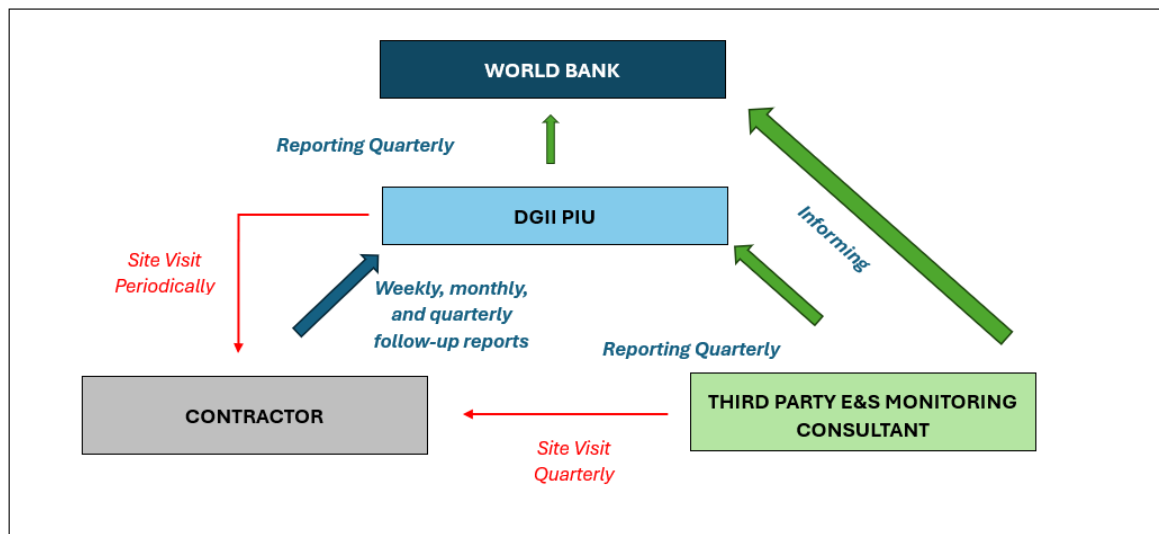 WORLD BANK
Reporting Quarterly
DGII PIU
Informing
Site Visit
Periodically
Weekly, monthly,
and quarterly
follow-up reports
Reporting Quarterly
CONTRACTOR
THIRD PARTY E&S MONITORING
CONSULTANT
Site Visit
Quarterly